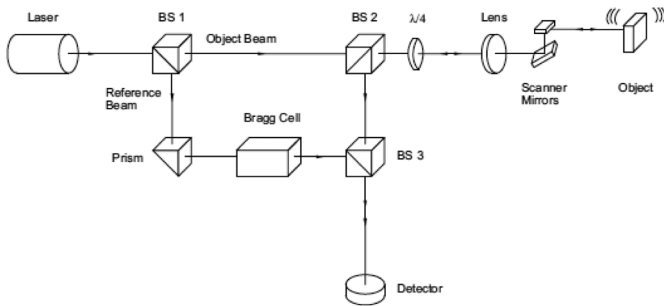 Laser
BS 1
Object Beam
BS 2
λ/4
Lens
Scanner
Mirrors
Object
Reference
Beam
Bragg Cell
Prism
BS 3
Detector